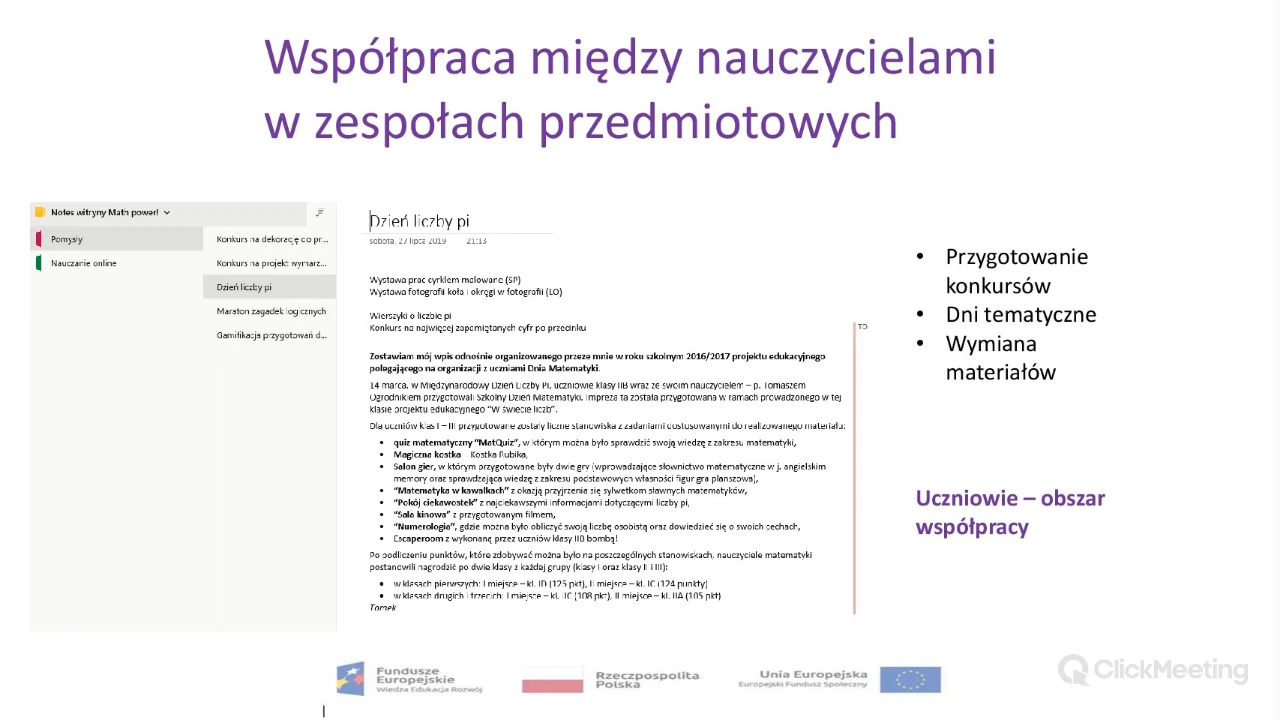 Współpraca między nauczycielami
w zespołach przedmiotowych
Notes witryny Math power!
Pomysły
Nauczanie online
Konkurs na dekorację do pr...
Konkurs na projekt wymarz...
Dzień liczby pi
Maraton zagadek logicznych
Gamifikacja przygotowań d...
Dzień liczby pi
sobota, 27 lipca 2019 21:13
Wystawa prac cyrklem malowane (SP)
Wystawa fotografii koła i okręgi w fotografii (LO)
Wierszyki o liczbie pi
Konkurs na najwięcej zapamiętanych cyfr po przecinku
TO
Zostawiam mój wpis odnośnie organizowanego przeze mnie w roku szkolnym 2016/2017 projektu edukacyjnego
polegającego na organizacji z uczniami Dnia Matematyki.
14 marca, w Międzynarodowy Dzień Liczby Pi, uczniowie klasy IIB wraz ze swoim nauczycielem – p. Tomaszem
Ogrodnikiem przygotowali Szkolny Dzień Matematyki. Impreza ta została przygotowana w ramach prowadzonego w tej
klasie projektu edukacyjnego "W świecie liczb".
Dla uczniów klas I – III przygotowane zostały liczne stanowiska z zadaniami dostosowanymi do realizowanego materiału:
• quiz matematyczny "MatQuiz", w którym można było sprawdzić swoją wiedzę z zakresu matematyki,
• Magiczna kostka – Kostka Rubika,
• Salon gier, w którym przygotowane były dwie gry (wprowadzające słownictwo matematyczne w j. angielskim
memory oraz sprawdzająca wiedzę z zakresu podstawowych własności figur gra planszowa),
• "Matematyka w kawałkach" z okazją przyjrzenia się sylwetkom sławnych matematyków,
• "Pokój ciekawostek" z najciekawszymi informacjami dotyczącymi liczby pi,
• "Sala kinowa" z przygotowanym filmem,
• "Numerologia", gdzie można było obliczyć swoją liczbę osobistą oraz dowiedzieć się o swoich cechach,
• Escaperoom z wykonaną przez uczniów klasy IIB bombą!
Po podliczeniu punktów, które zdobywać można było na poszczególnych stanowiskach, nauczyciele matematyki
postanowili nagrodzić po dwie klasy z każdej grupy (klasy I oraz klasy II i III):
• w klasach pierwszych: I miejsce – kl. ID (125 pkt), II miejsce – kl. IC (124 punkty)
• w klasach drugich i trzecich: I miejsce – kl. IIC (108 pkt), II miejsce – kl. IIA (105 pkt)
Tomek
• Przygotowanie
konkursów
• Dni tematyczne
• Wymiana
materiałów
Uczniowie – obszar
współpracy
Fundusze
Europejskie
Wiedza Edukacja Rozwój
Rzeczpospolita
Polska
Unia Europejska
Europejski Fundusz Społeczny
ClickMeeting